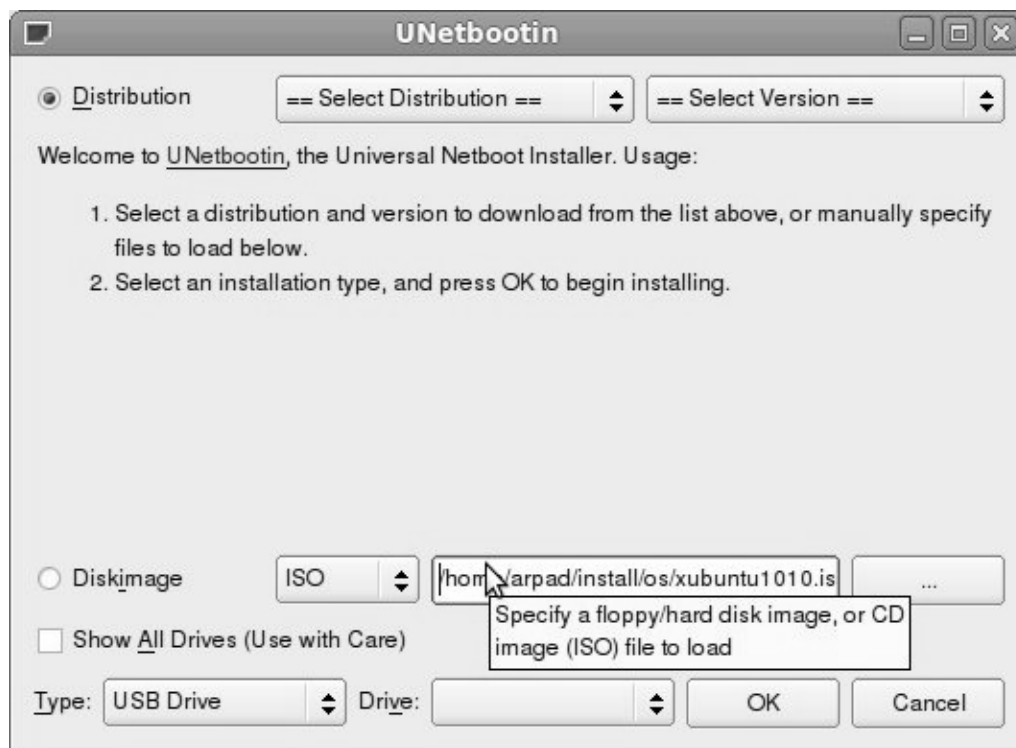 UNetbootin
Distribution == Select Distribution == == Select Version ==
Welcome to UNetbootin, the Universal Netboot Installer. Usage:
1. Select a distribution and version to download from the list above, or manually specify
files to load below.
2. Select an installation type, and press OK to begin installing.
Diskimage ISO /home/arpad/install/os/xubuntu1010.is ...
Specify a floppy/hard disk image, or CD
image (ISO) file to load
Show All Drives (Use with Care)
Type: USB Drive Drive: OK Cancel